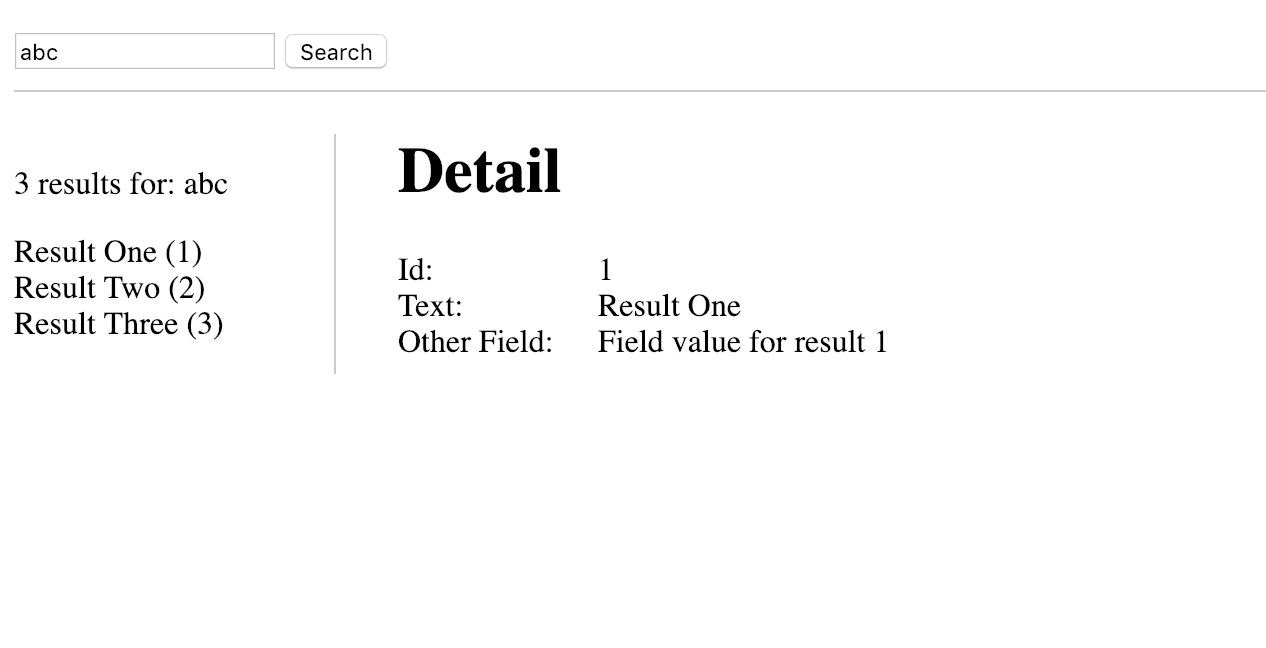 abc Search
3 results for: abc
Result One (1)
Result Two (2)
Result Three (3)
Detail
Id: 1
Text: Result One
Other Field: Field value for result 1